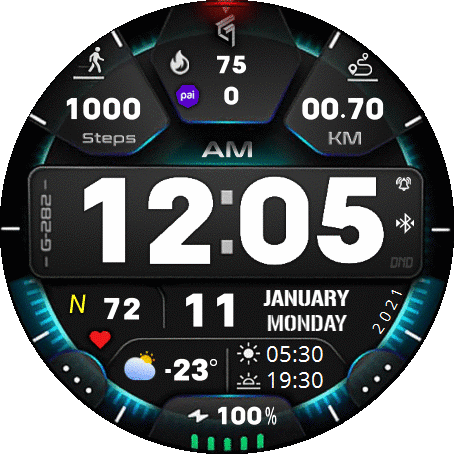 75
pai 0
1000
Steps
00.70
KM
AM
G-282
12:05
DND
N 72
11
JANUARY
MONDAY
2021
-23°
05:30
19:30
100%